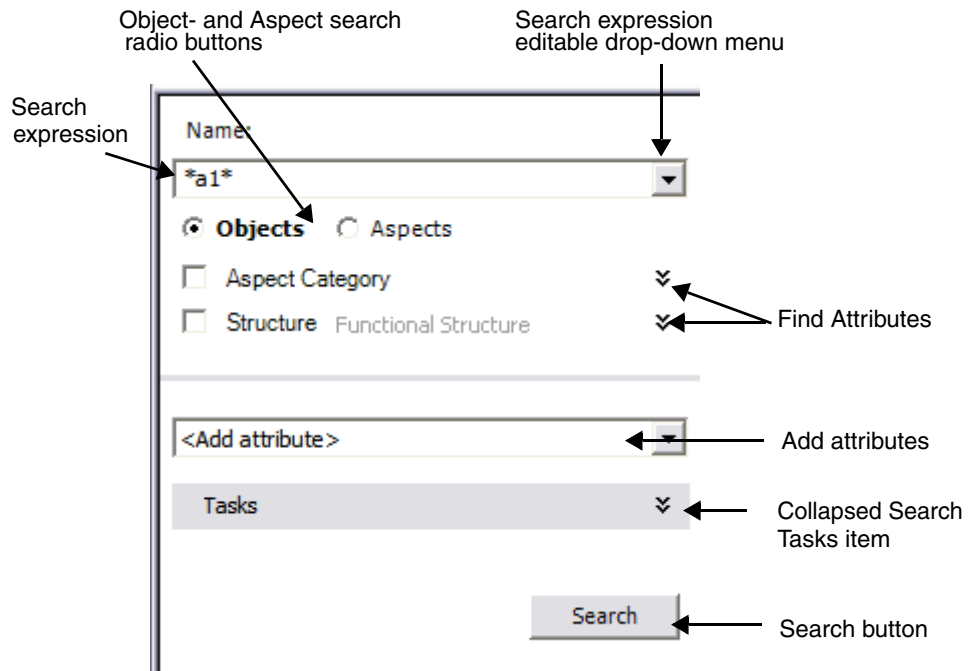 Object- and Aspect search
radio buttons
Search expression
editable drop-down menu
Search
expression
Name:
*a1*
Objects Aspects
Aspect Category
Structure Functional Structure
Find Attributes
<Add attribute>
Add attributes
Tasks
Collapsed Search
Tasks item
Search
Search button